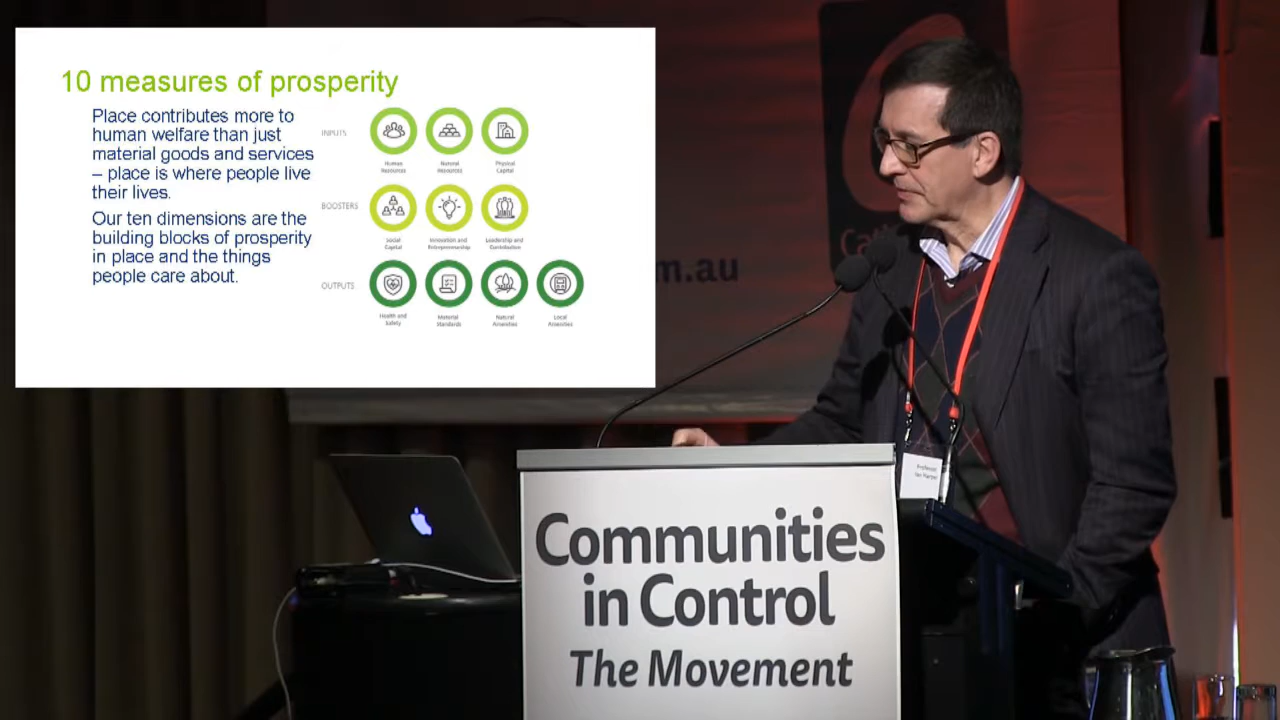 10 measures of prosperity
Place contributes more to
human welfare than just
material goods and services
– place is where people live
their lives.
Our ten dimensions are the
building blocks of prosperity
in place and the things
people care about.
INPUTS
Human
Resources
Natural
Resources
Physical
Capital
BOOSTERS
Social
Capital
Innovation and
Entrepreneurship
Leadership and
Contribution
OUTPUTS
Health and
Safety
Material
Standards
Natural
Amenities
Local
Amenities
m.au
Professor
Ian Harper
Communities
in Control
The Movement